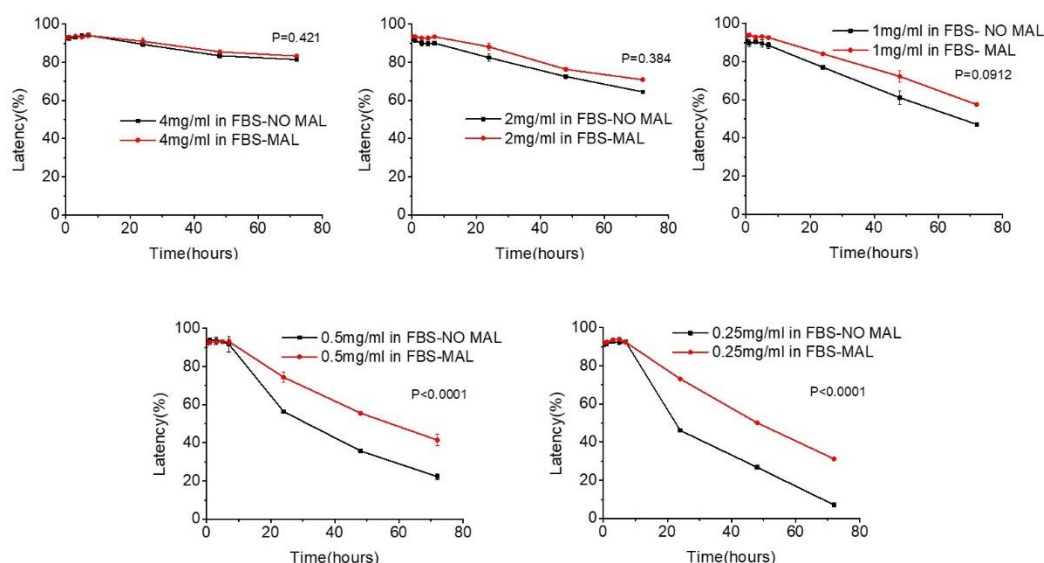 100
80
60
40
20
0
Latency(%)
P=0.421
4mg/ml in FBS-NO MAL
4mg/ml in FBS-MAL
0 20 40 60 80
Time(hours)
100
80
60
40
20
0
Latency(%)
P=0.384
2mg/ml in FBS-NO MAL
2mg/ml in FBS-MAL
0 20 40 60 80
Time(hours)
100
80
60
40
20
0
Latency(%)
1mg/ml in FBS- NO MAL
1mg/ml in FBS- MAL
P=0.0912
0 20 40 60 80
Time(hours)
100
80
60
40
20
0
Latency(%)
0.5mg/ml in FBS-NO MAL
0.5mg/ml in FBS-MAL
P<0.0001
0 20 40 60 80
Time(hours)
100
80
60
40
20
0
Latency(%)
0.25mg/ml in FBS-NO MAL
0.25mg/ml in FBS-MAL
P<0.0001
0 20 40 60 80
Time(hours)